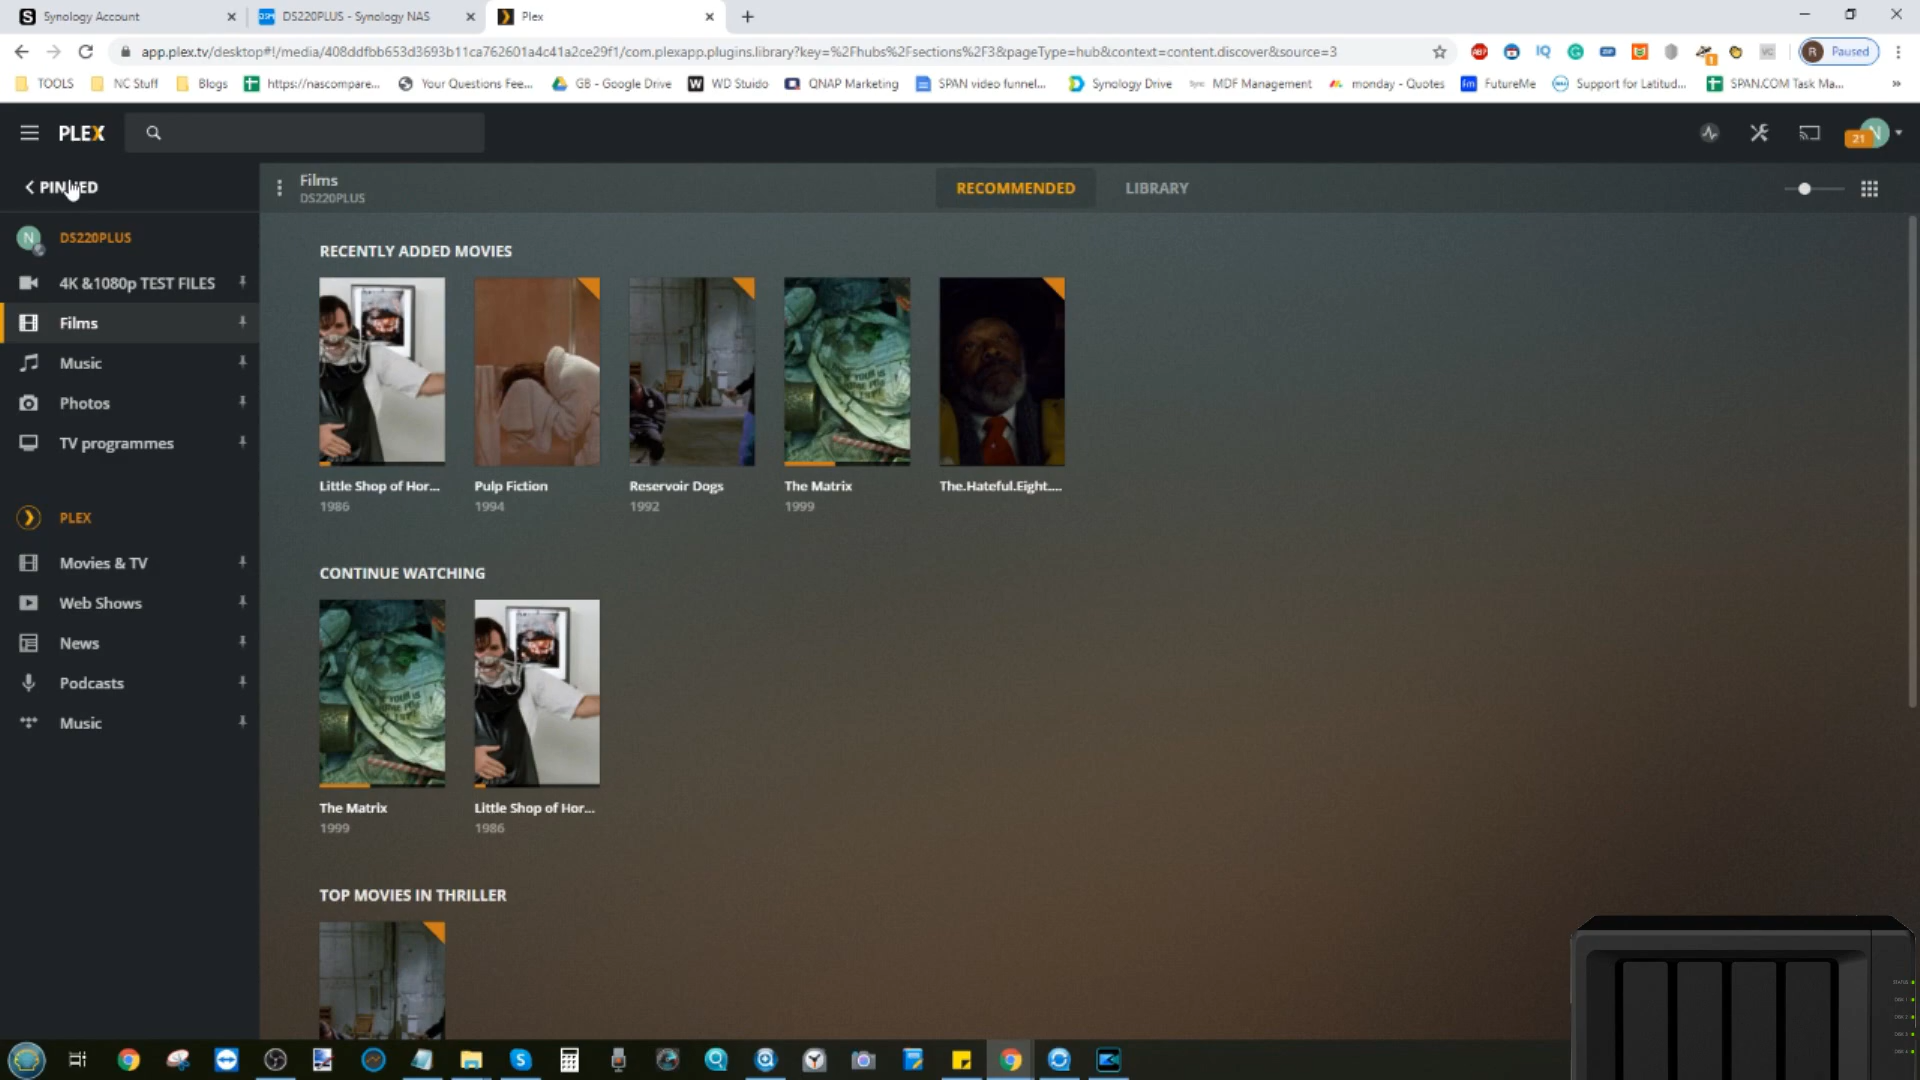 Synology Account
DS220PLUS - Synology NAS
Plex
app.plex.tv/desktop#!/media/408ddfbb653d3693b11ca762601a4c41a2ce29f1/com.plexapp.plugins.library?key=%2Fhubs%2Fsections%2F3&pageType=hub&context=content.discover&source=3
R Paused
TOOLS
NC Stuff
Blogs
https://nascompare...
Your Questions Fee...
GB - Google Drive
WD Stuido
QNAP Marketing
SPAN video funnel...
Synology Drive
MDF Management
monday - Quotes
FutureMe
Support for Latitud...
SPAN.COM Task Ma...
PLEX
21
N
Films
DS220PLUS
RECOMMENDED
LIBRARY
N DS220PLUS
4K &1080p TEST FILES
Films
Music
Photos
TV programmes
PLEX
Movies & TV
Web Shows
News
Podcasts
Music
RECENTLY ADDED MOVIES
Little Shop of Hor...
1986
Pulp Fiction
1994
Reservoir Dogs
1992
The Matrix
1999
The.Hateful.Eight....
CONTINUE WATCHING
The Matrix
1999
Little Shop of Hor...
1986
TOP MOVIES IN THRILLER